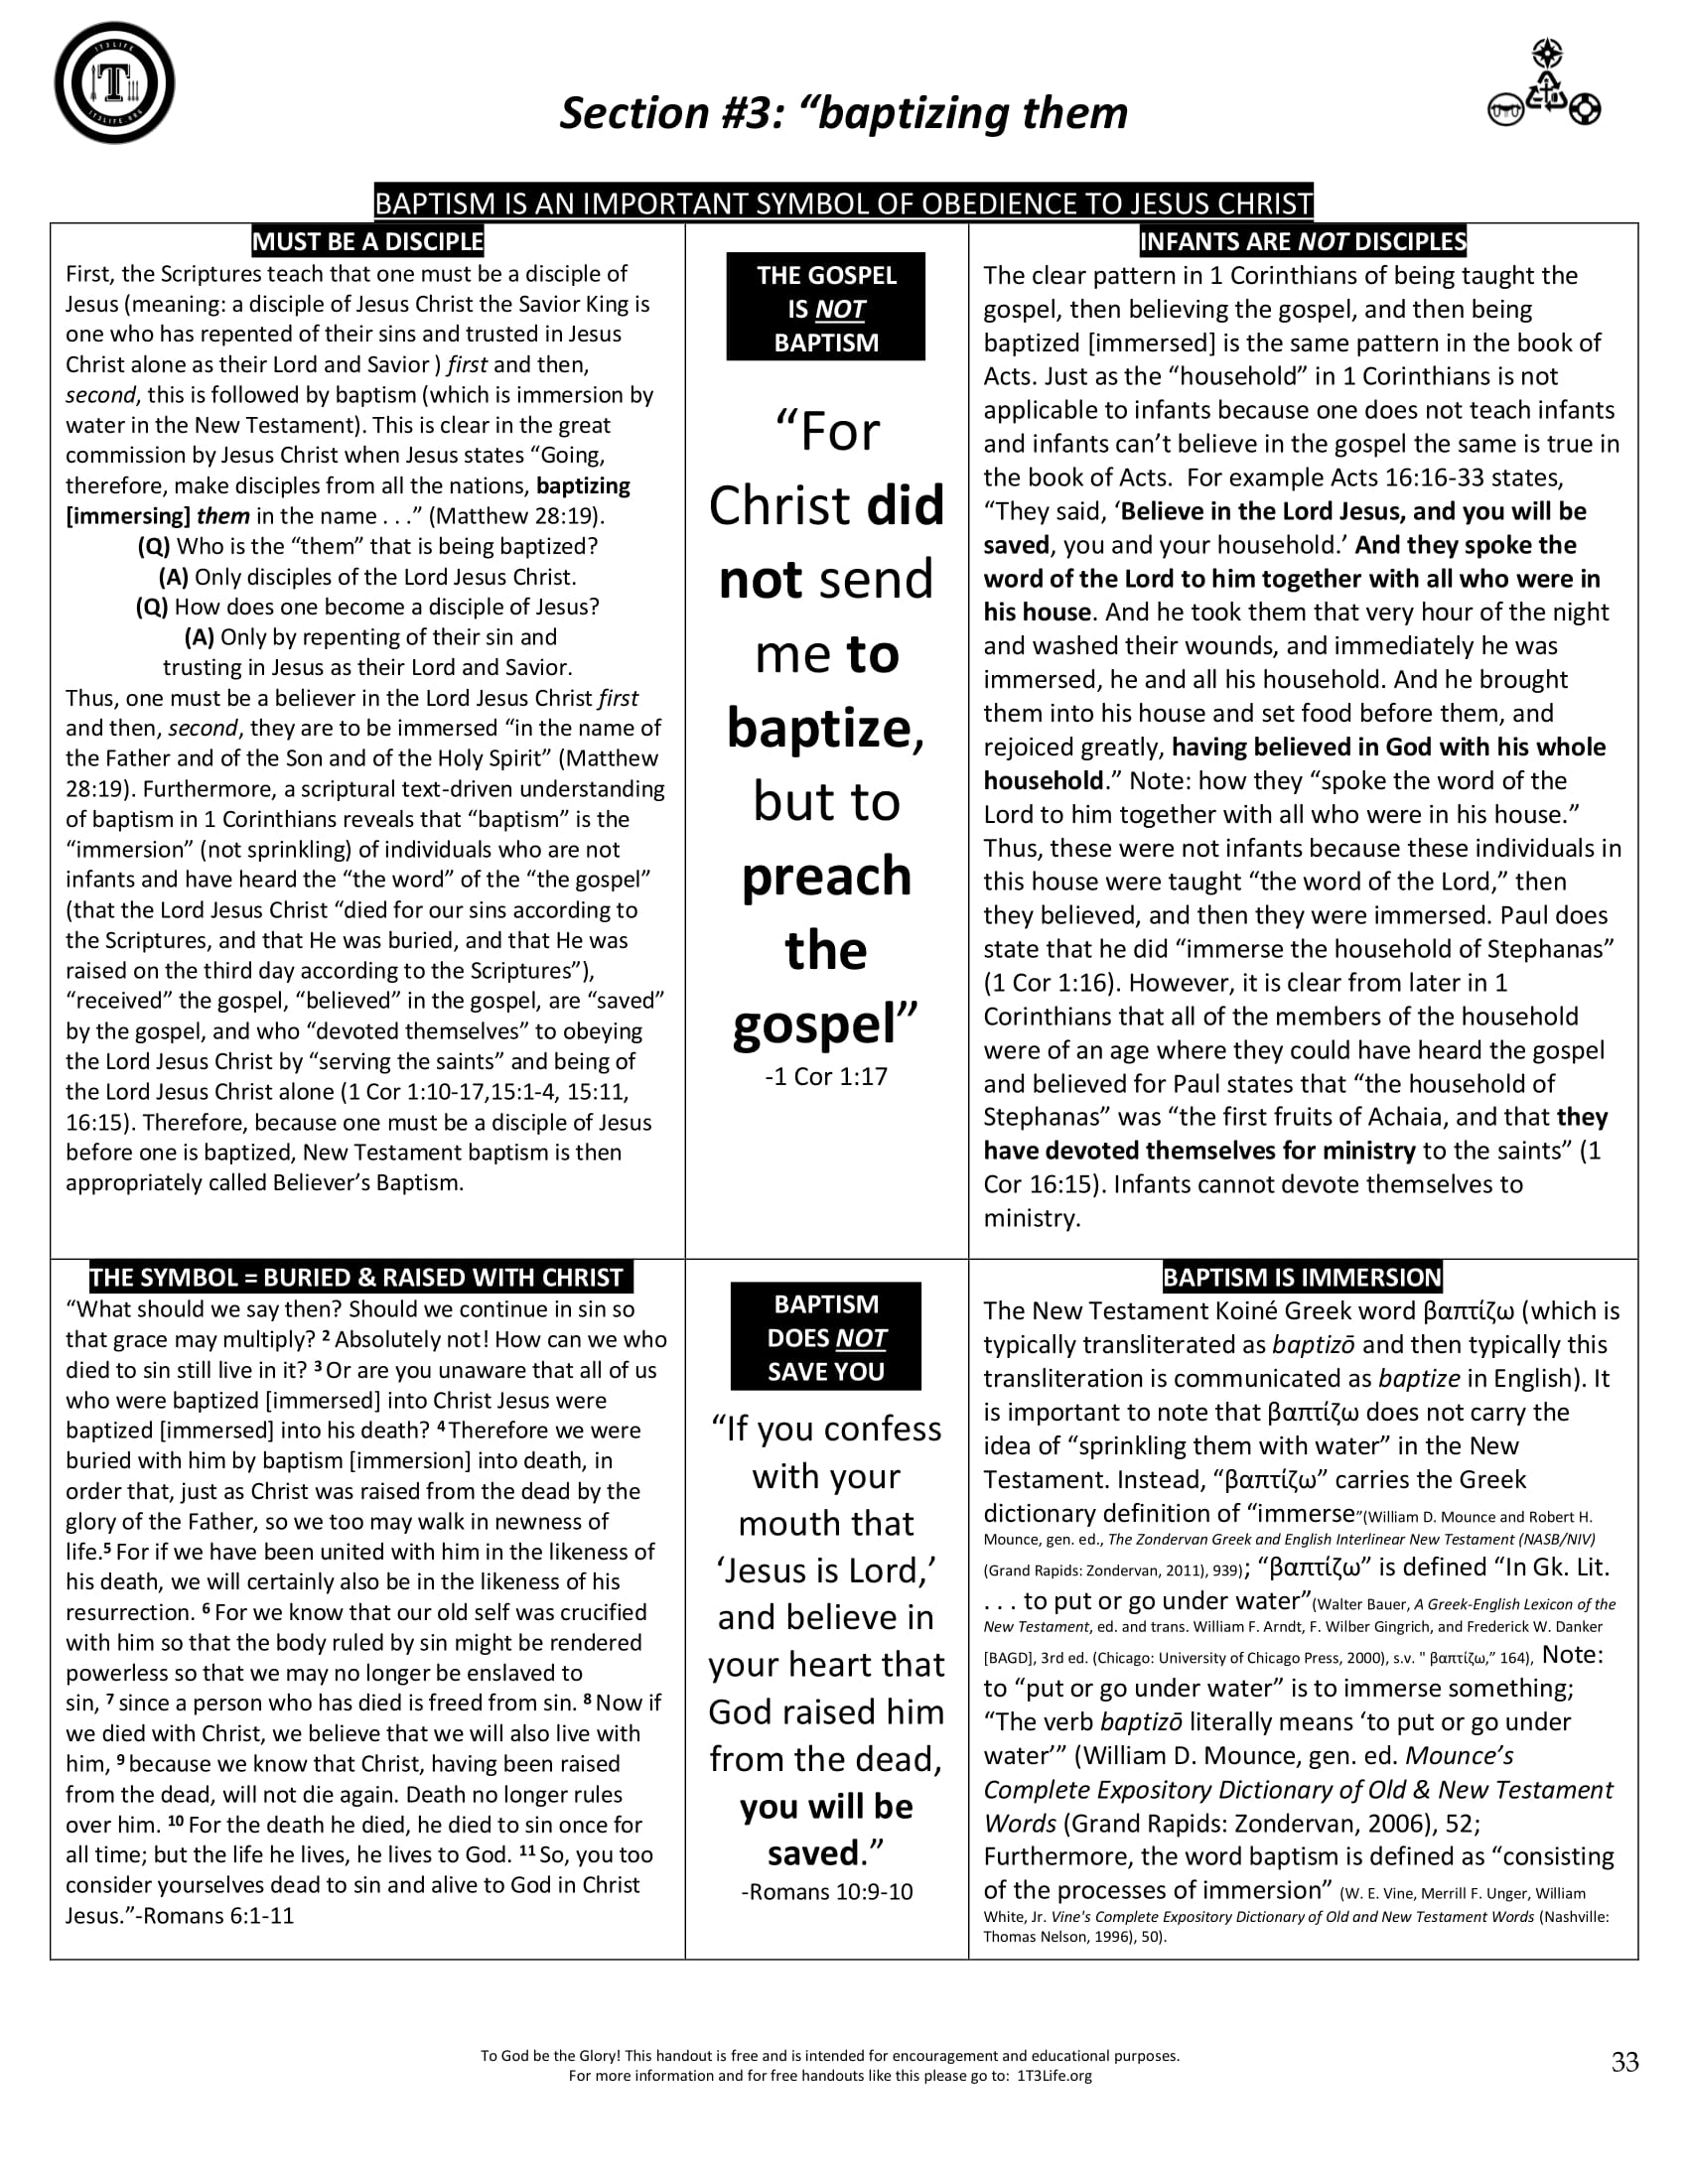 1T3LIFE
T
1T3LIFE.ORG
Section #3: “baptizing them
BAPTISM IS AN IMPORTANT SYMBOL OF OBEDIENCE TO JESUS CHRIST
MUST BE A DISCIPLE
First, the Scriptures teach that one must be a disciple of
Jesus (meaning: a disciple of Jesus Christ the Savior King is
one who has repented of their sins and trusted in Jesus
Christ alone as their Lord and Savior ) first and then,
second, this is followed by baptism (which is immersion by
water in the New Testament). This is clear in the great
commission by Jesus Christ when Jesus states “Going,
therefore, make disciples from all the nations, baptizing
[immersing] them in the name . . .” (Matthew 28:19).
(Q) Who is the “them” that is being baptized?
(A) Only disciples of the Lord Jesus Christ.
(Q) How does one become a disciple of Jesus?
(A) Only by repenting of their sin and
trusting in Jesus as their Lord and Savior.
Thus, one must be a believer in the Lord Jesus Christ first
and then, second, they are to be immersed “in the name of
the Father and of the Son and of the Holy Spirit” (Matthew
28:19). Furthermore, a scriptural text-driven understanding
of baptism in 1 Corinthians reveals that “baptism” is the
“immersion” (not sprinkling) of individuals who are not
infants and have heard the “the word” of the “the gospel”
(that the Lord Jesus Christ “died for our sins according to
the Scriptures, and that He was buried, and that He was
raised on the third day according to the Scriptures”),
“received” the gospel, “believed” in the gospel, are “saved”
by the gospel, and who “devoted themselves” to obeying
the Lord Jesus Christ by “serving the saints” and being of
the Lord Jesus Christ alone (1 Cor 1:10-17,15:1-4, 15:11,
16:15). Therefore, because one must be a disciple of Jesus
before one is baptized, New Testament baptism is then
appropriately called Believer’s Baptism.
THE GOSPEL
IS NOT
BAPTISM
“For
Christ did
not send
me to
baptize,
but to
preach
the
gospel”
-1 Cor 1:17
INFANTS ARE NOT DISCIPLES
The clear pattern in 1 Corinthians of being taught the
gospel, then believing the gospel, and then being
baptized [immersed] is the same pattern in the book of
Acts. Just as the “household” in 1 Corinthians is not
applicable to infants because one does not teach infants
and infants can’t believe in the gospel the same is true in
the book of Acts.  For example Acts 16:16-33 states,
“They said, ‘Believe in the Lord Jesus, and you will be
saved, you and your household.’ And they spoke the
word of the Lord to him together with all who were in
his house. And he took them that very hour of the night
and washed their wounds, and immediately he was
immersed, he and all his household. And he brought
them into his house and set food before them, and
rejoiced greatly, having believed in God with his whole
household.” Note: how they “spoke the word of the
Lord to him together with all who were in his house.”
Thus, these were not infants because these individuals in
this house were taught “the word of the Lord,” then
they believed, and then they were immersed. Paul does
state that he did “immerse the household of Stephanas”
(1 Cor 1:16). However, it is clear from later in 1
Corinthians that all of the members of the household
were of an age where they could have heard the gospel
and believed for Paul states that “the household of
Stephanas” was “the first fruits of Achaia, and that they
have devoted themselves for ministry to the saints” (1
Cor 16:15). Infants cannot devote themselves to
ministry.
THE SYMBOL = BURIED & RAISED WITH CHRIST
“What should we say then? Should we continue in sin so
that grace may multiply? 2 Absolutely not! How can we who
died to sin still live in it? 3 Or are you unaware that all of us
who were baptized [immersed] into Christ Jesus were
baptized [immersed] into his death? 4 Therefore we were
buried with him by baptism [immersion] into death, in
order that, just as Christ was raised from the dead by the
glory of the Father, so we too may walk in newness of
life.5 For if we have been united with him in the likeness of
his death, we will certainly also be in the likeness of his
resurrection. 6 For we know that our old self was crucified
with him so that the body ruled by sin might be rendered
powerless so that we may no longer be enslaved to
sin, 7 since a person who has died is freed from sin. 8 Now if
we died with Christ, we believe that we will also live with
him, 9 because we know that Christ, having been raised
from the dead, will not die again. Death no longer rules
over him. 10 For the death he died, he died to sin once for
all time; but the life he lives, he lives to God. 11 So, you too
consider yourselves dead to sin and alive to God in Christ
Jesus.”-Romans 6:1-11
BAPTISM
DOES NOT
SAVE YOU
“If you confess
with your
mouth that
‘Jesus is Lord,’
and believe in
your heart that
God raised him
from the dead,
you will be
saved.”
-Romans 10:9-10
BAPTISM IS IMMERSION
The New Testament Koiné Greek word βαπτίζω (which is
typically transliterated as baptizō and then typically this
transliteration is communicated as baptize in English). It
is important to note that βαπτίζω does not carry the
idea of “sprinkling them with water” in the New
Testament. Instead, “βαπτίζω” carries the Greek
dictionary definition of “immerse”(William D. Mounce and Robert H.
Mounce, gen. ed., The Zondervan Greek and English Interlinear New Testament (NASB/NIV)
(Grand Rapids: Zondervan, 2011), 939); “βαπτίζω” is defined “In Gk. Lit.
. . . to put or go under water”(Walter Bauer, A Greek-English Lexicon of the
New Testament, ed. and trans. William F. Arndt, F. Wilber Gingrich, and Frederick W. Danker
[BAGD], 3rd ed. (Chicago: University of Chicago Press, 2000), s.v. " βαπτίζω,” 164), Note:
to “put or go under water” is to immerse something;
“The verb baptizō literally means ‘to put or go under
water’” (William D. Mounce, gen. ed. Mounce’s
Complete Expository Dictionary of Old & New Testament
Words (Grand Rapids: Zondervan, 2006), 52;
Furthermore, the word baptism is defined as “consisting
of the processes of immersion” (W. E. Vine, Merrill F. Unger, William
White, Jr. Vine's Complete Expository Dictionary of Old and New Testament Words (Nashville:
Thomas Nelson, 1996), 50).
To God be the Glory! This handout is free and is intended for encouragement and educational purposes.
For more information and for free handouts like this please go to:  1T3Life.org
33